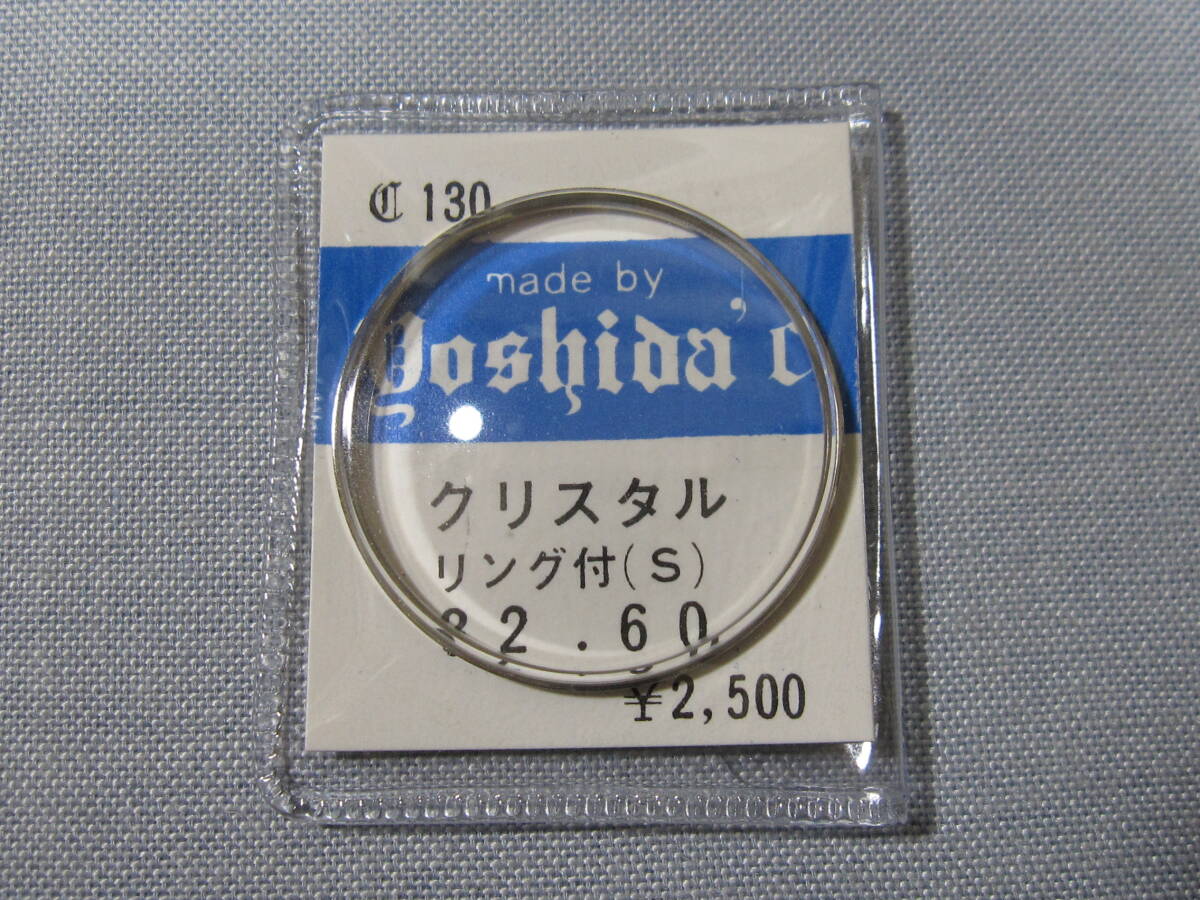 ℂ 130
made by
Yoshida' C
クリスタル
リング付(S)
32.60
¥2,500